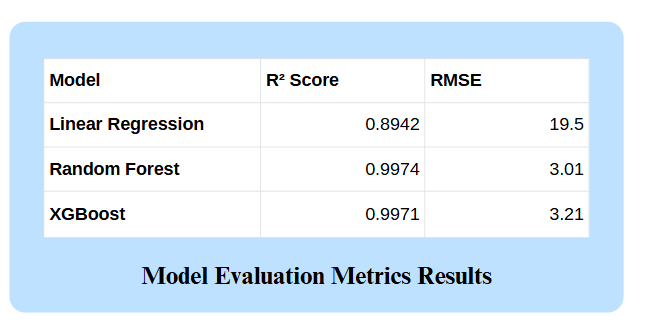 Model R² Score RMSE
Linear Regression 0.8942 19.5
Random Forest 0.9974 3.01
XGBoost 0.9971 3.21
Model Evaluation Metrics Results